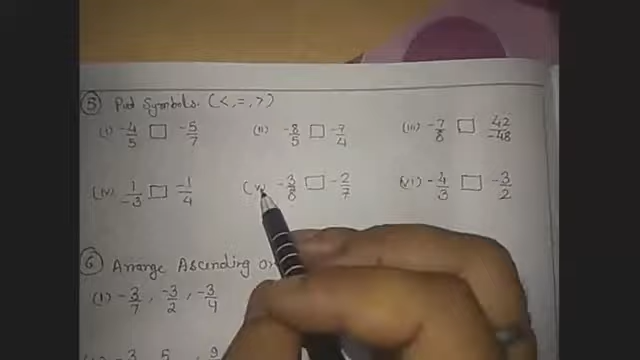 (5) Put Symbols. (<, =, >)
(i) -4/5 □ -5/7 (ii) -8/5 □ -7/4 (iii) -7/8 □ 42/-48
(iv) 1/-3 □ -1/4 (v) -3/8 □ -2/7 (vi) -4/3 □ -3/2
(6) Arrange Ascending
(i) -3/7, -3/2, -3/4